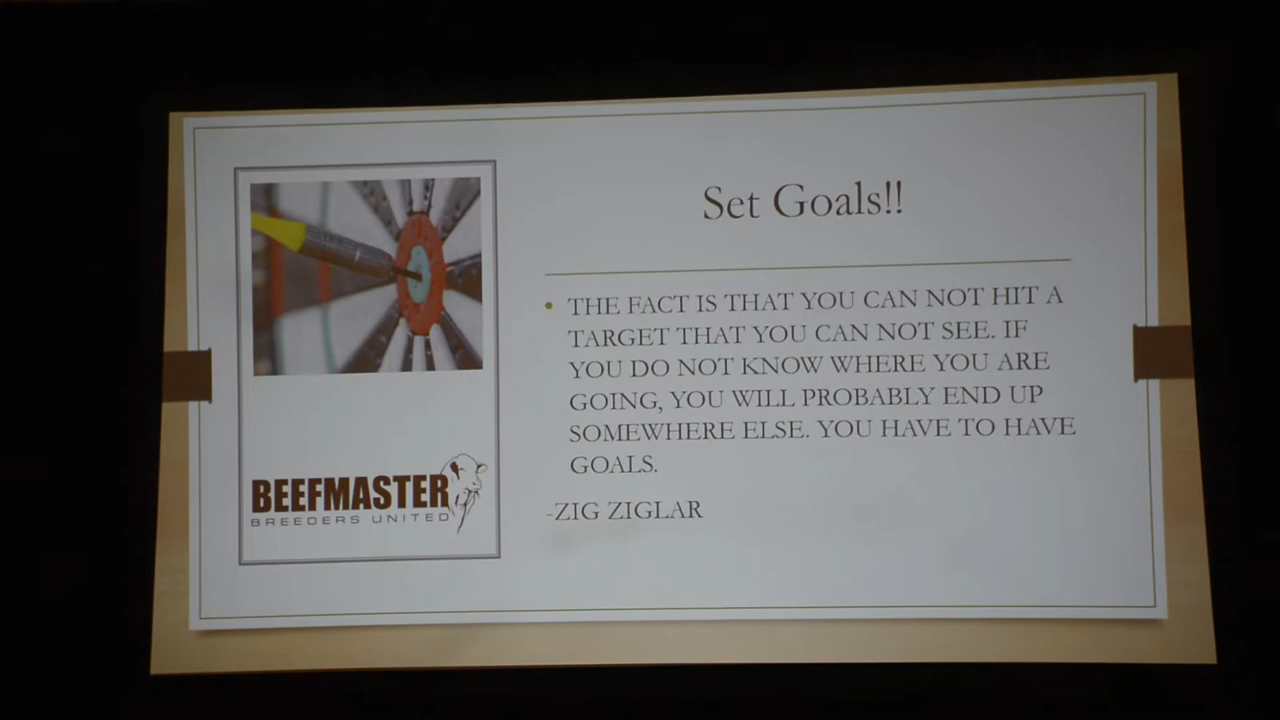 Set Goals!!
• THE FACT IS THAT YOU CAN NOT HIT A
TARGET THAT YOU CAN NOT SEE. IF
YOU DO NOT KNOW WHERE YOU ARE
GOING, YOU WILL PROBABLY END UP
SOMEWHERE ELSE. YOU HAVE TO HAVE
GOALS.
-ZIG ZIGLAR
BEEFMASTER
BREEDERS UNITED